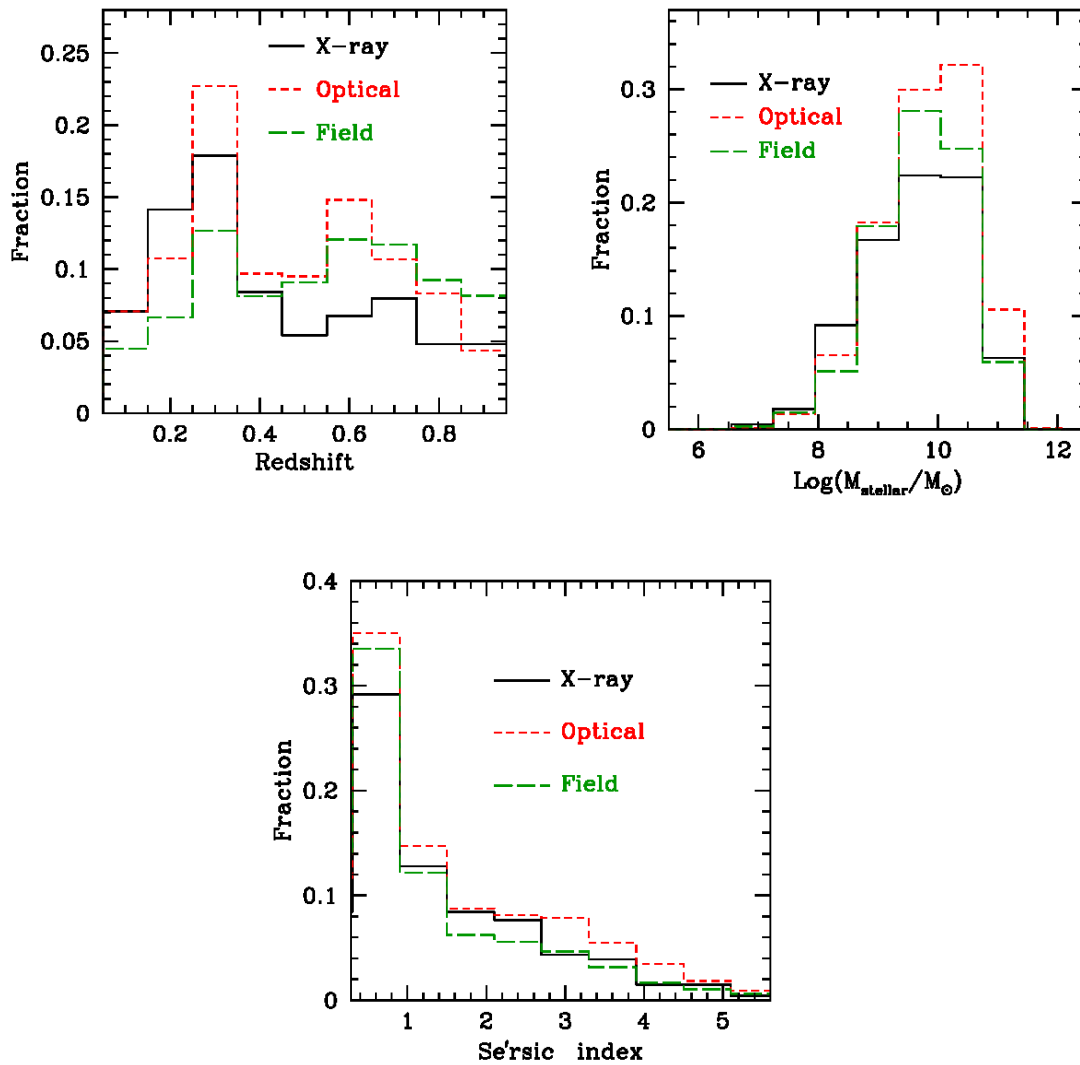 0.25
0.2
0.15
0.1
0.05
0
Fraction
X-ray
Optical
Field
0.2 0.4 0.6 0.8
Redshift
0.3
0.2
0.1
0
Fraction
X-ray
Optical
Field
6 8 10 12
Log(M_stellar/M_⊙)
0.4
0.3
0.2
0.1
0
Fraction
X-ray
Optical
Field
1 2 3 4 5
Se'rsic index